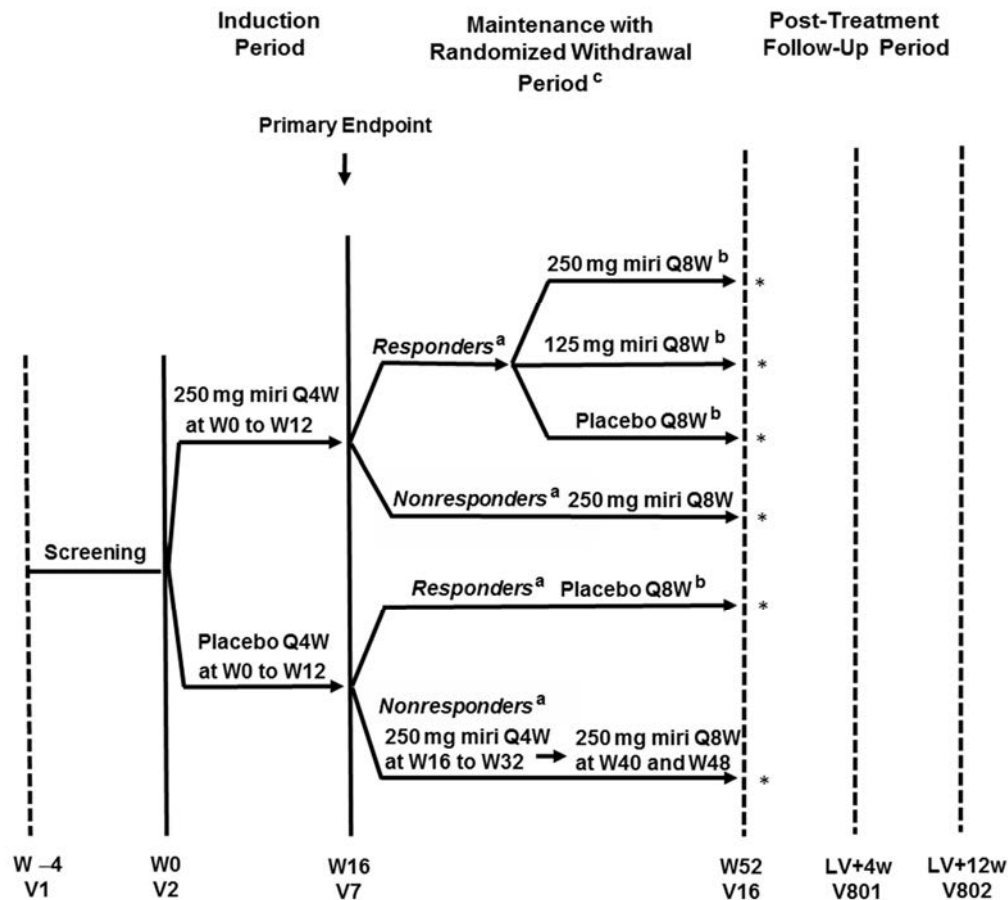 Induction
Period
Maintenance with
Randomized Withdrawal
Period c
Post-Treatment
Follow-Up Period
Primary Endpoint
250 mg miri Q8W b
*
Responders a
125 mg miri Q8W b
*
250 mg miri Q4W
at W0 to W12
Placebo Q8W b
*
Nonresponders a 250 mg miri Q8W
*
Screening
Responders a Placebo Q8W b
*
Placebo Q4W
at W0 to W12
Nonresponders a
250 mg miri Q4W
at W16 to W32
250 mg miri Q8W
at W40 and W48
*
W –4
V1
W0
V2
W16
V7
W52
V16
LV+4w
V801
LV+12w
V802